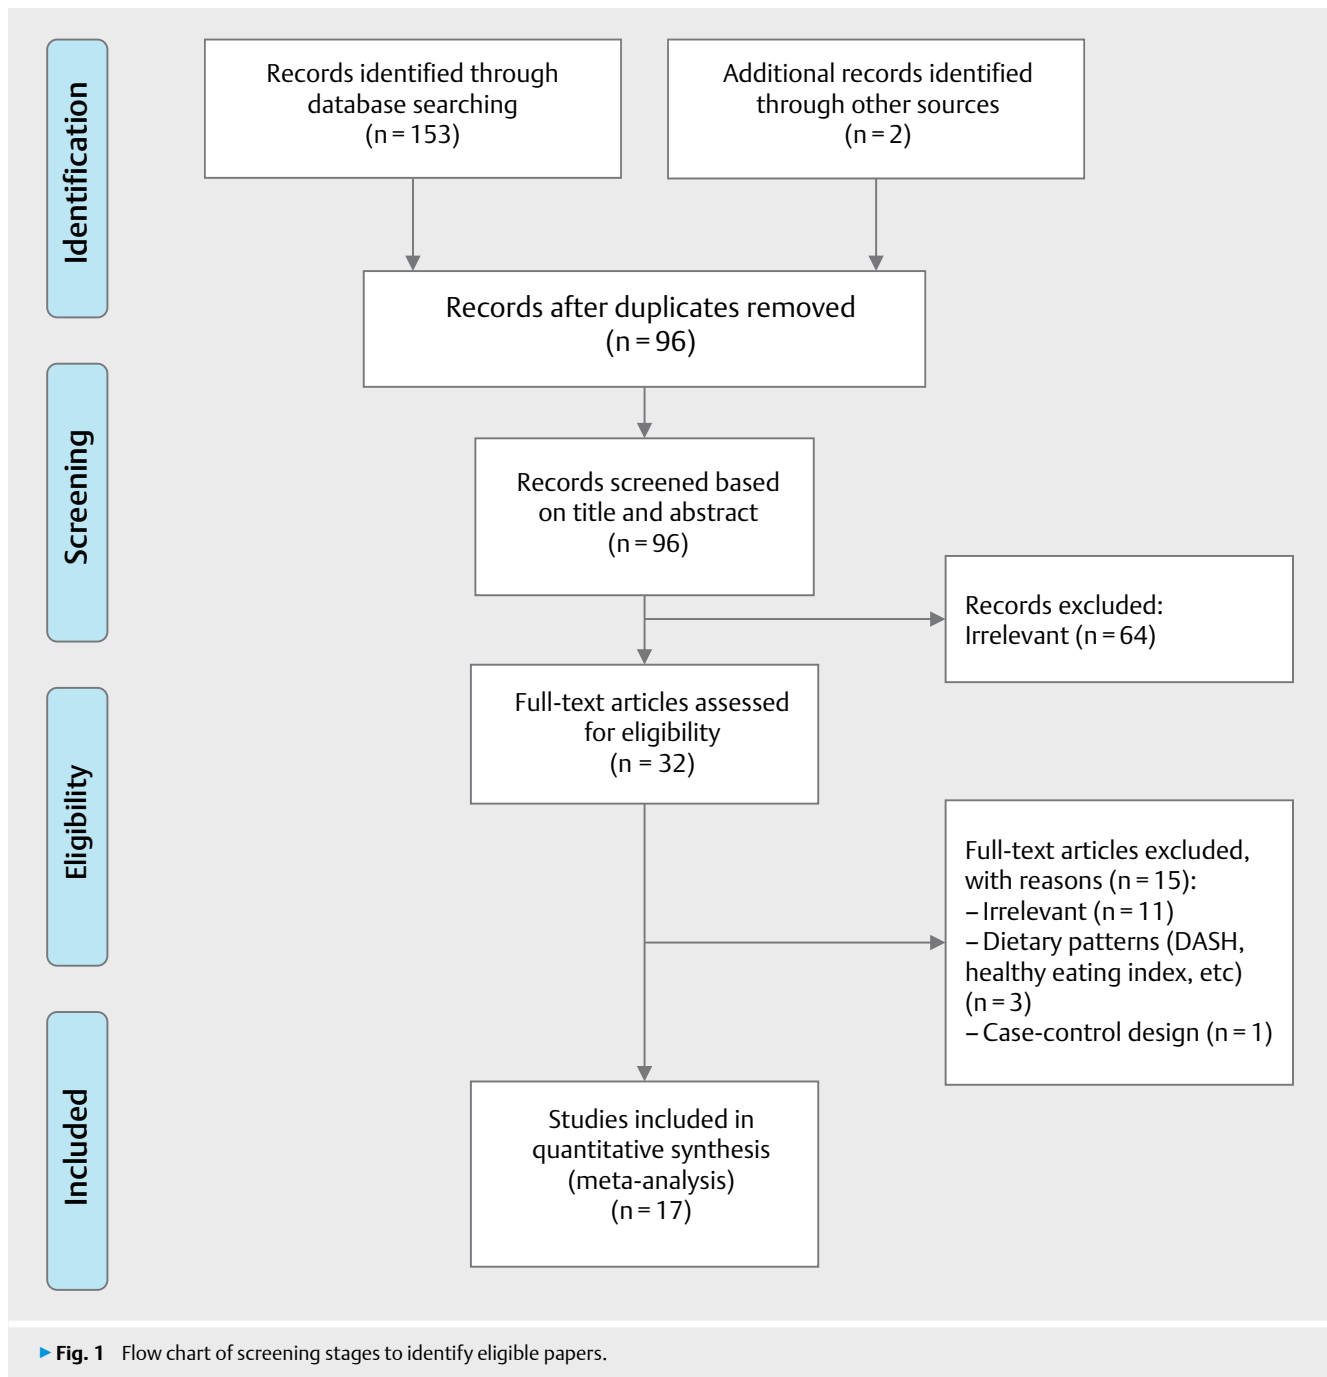 Identification
Records identified through
database searching
(n = 153)
Additional records identified
through other sources
(n = 2)
Records after duplicates removed
(n = 96)
Screening
Records screened based
on title and abstract
(n = 96)
Records excluded:
Irrelevant (n = 64)
Eligibility
Full-text articles assessed
for eligibility
(n = 32)
Full-text articles excluded,
with reasons (n = 15):
– Irrelevant (n = 11)
– Dietary patterns (DASH,
healthy eating index, etc)
(n = 3)
– Case-control design (n = 1)
Included
Studies included in
quantitative synthesis
(meta-analysis)
(n = 17)
▶ Fig. 1 Flow chart of screening stages to identify eligible papers.